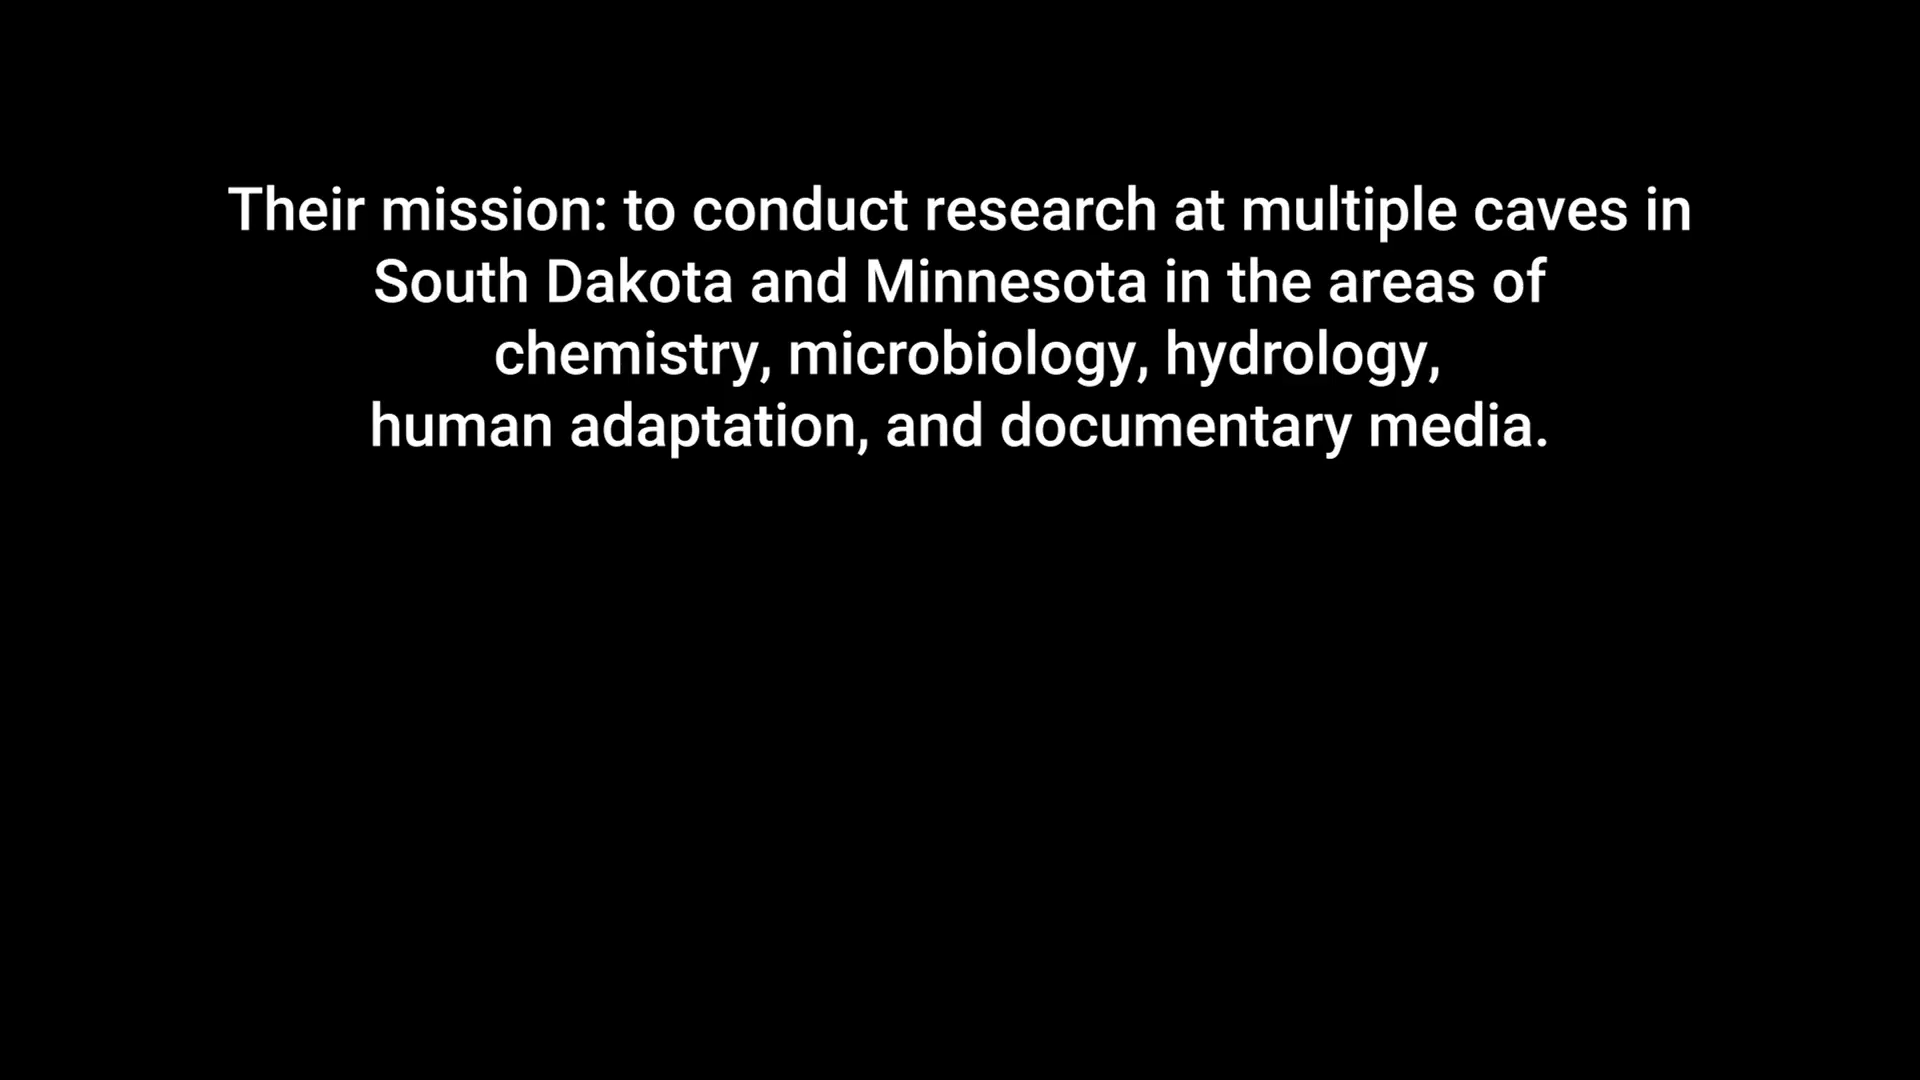 Their mission: to conduct research at multiple caves in
South Dakota and Minnesota in the areas of
chemistry, microbiology, hydrology,
human adaptation, and documentary media.